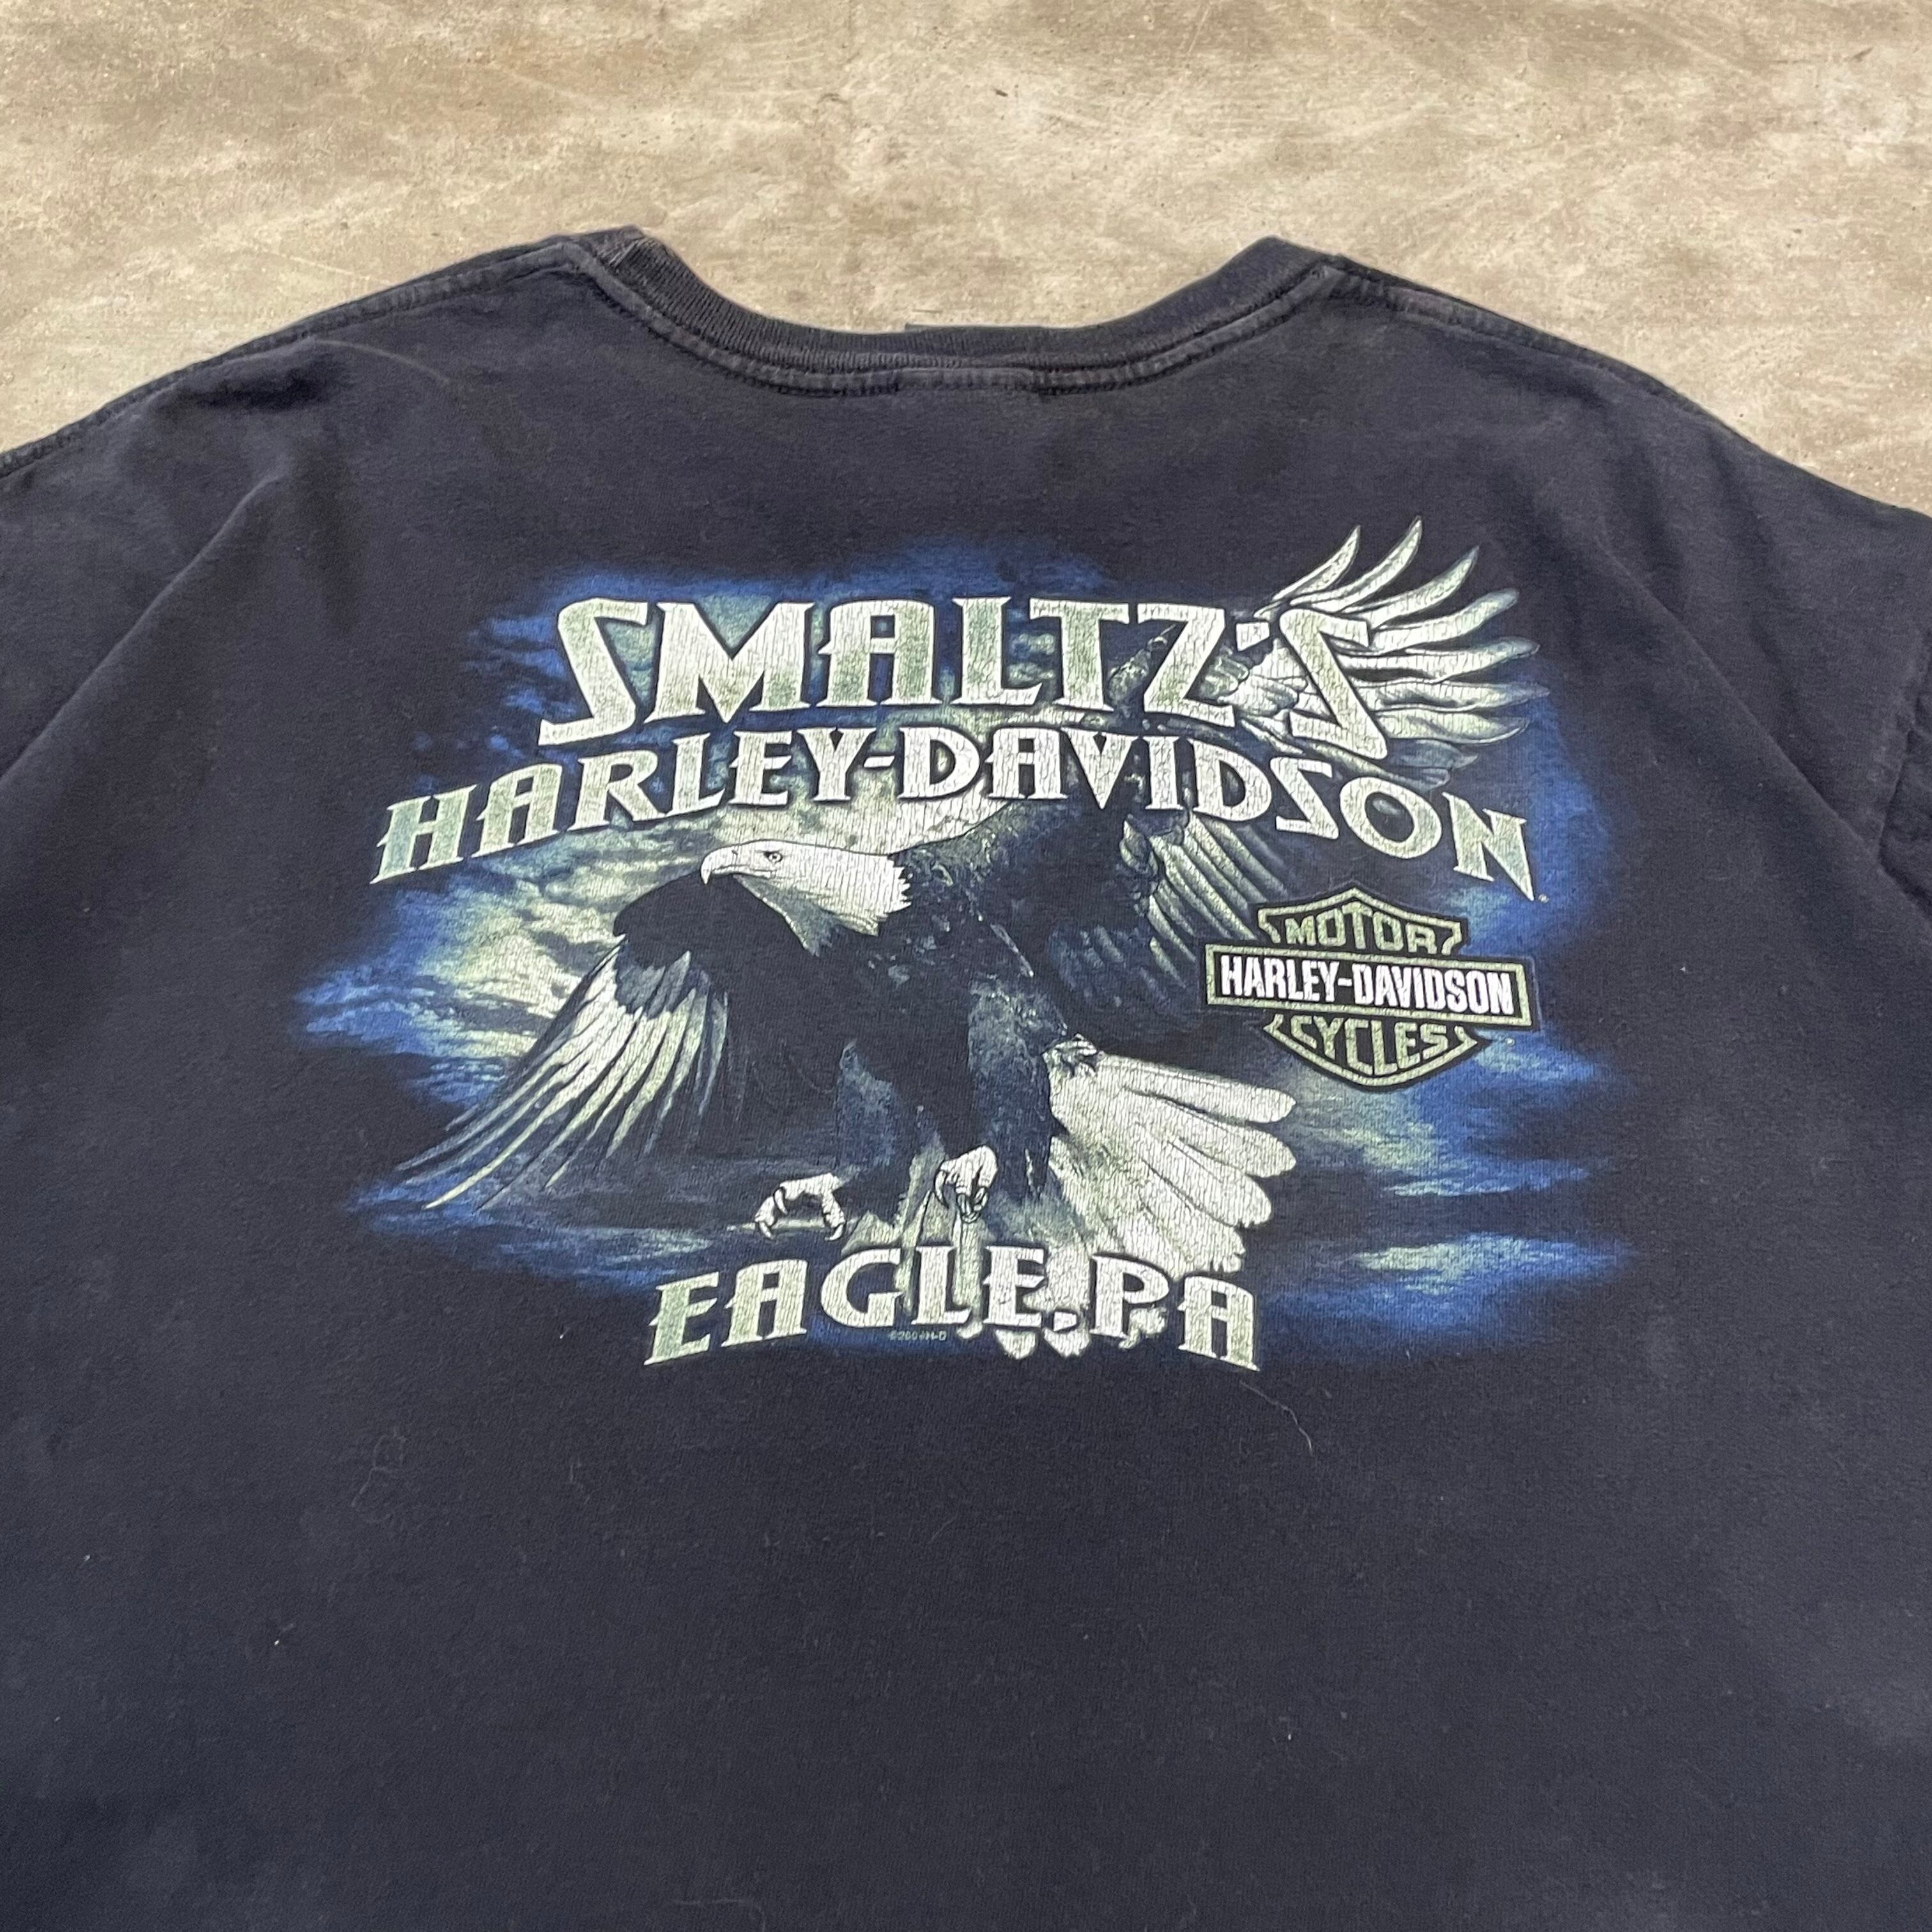 SMALTZ'S
HARLEY-DAVIDSON
MOTOR
HARLEY-DAVIDSON
CYCLES
EAGLE, PA